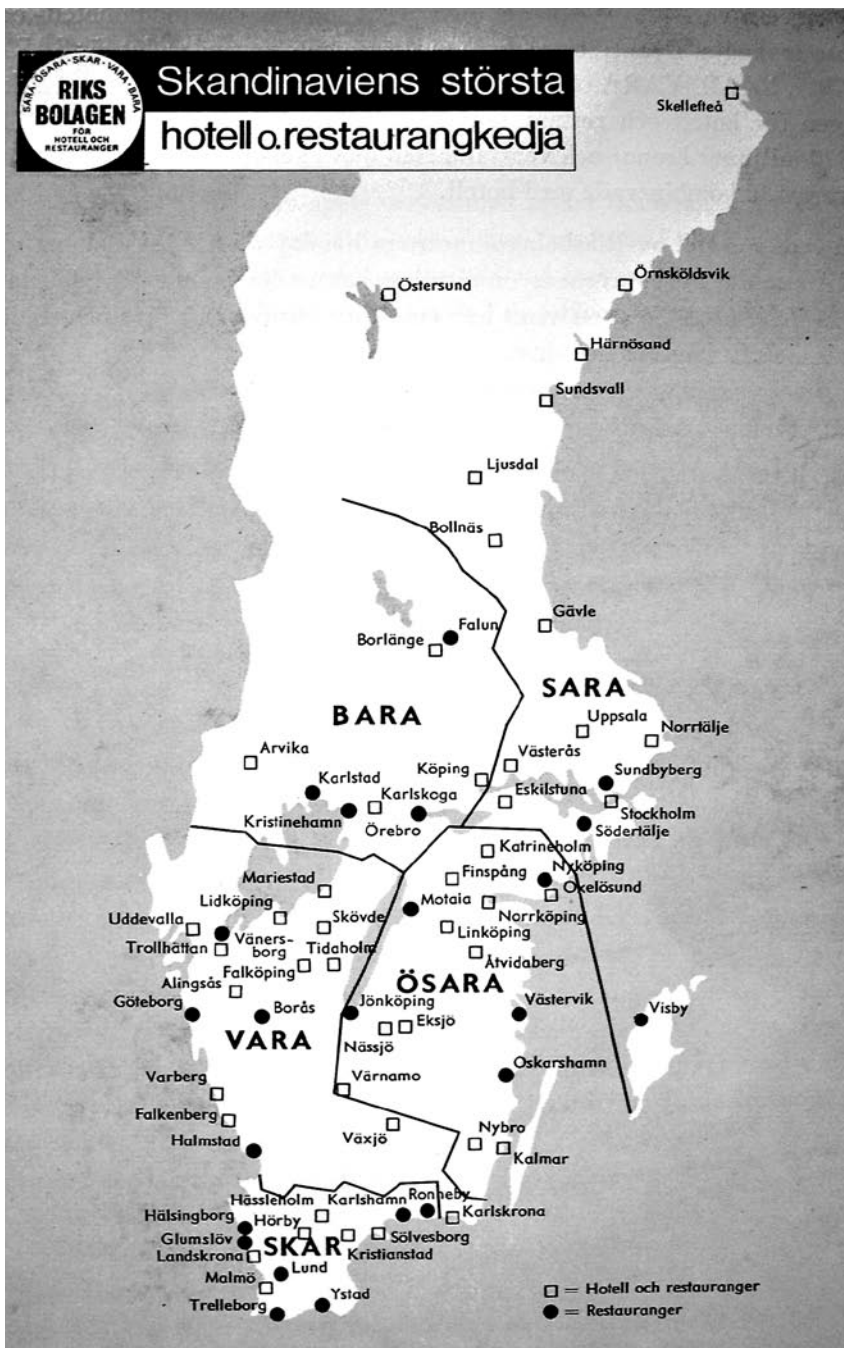 SARA · ÖSARA · SKAR · VARA · BARA
RIKS
BOLAGEN
FÖR
HOTELL OCH
RESTAURANGER
Skandinaviens största
hotell o. restaurangkedja
Skellefteå
Örnsköldsvik
Östersund
Härnösand
Sundsvall
Ljusdal
Bollnäs
Gävle
Falun
Borlänge
SARA
BARA
Uppsala
Norrtälje
Arvika
Västerås
Köping
Karlstad
Sundbyberg
Karlskoga
Eskilstuna
Stockholm
Kristinehamn
Örebro
Södertälje
Katrineholm
Mariestad
Finspång
Nyköping
Oxelösund
Lidköping
Motala
Uddevalla
Skövde
Norrköping
Trollhättan
Väners-
borg
Tidaholm
Linköping
Åtvidaberg
Falköping
Alingsås
ÖSARA
Göteborg
Borås
Jönköping
Västervik
Visby
VARA
Nässjö
Eksjö
Oskarshamn
Varberg
Värnamo
Falkenberg
Växjö
Nybro
Halmstad
Kalmar
Hässleholm
Karlshamn
Ronneby
Hälsingborg
Hörby
Karlskrona
Glumslöv
SKAR
Sölvesborg
Landskrona
Kristianstad
Malmö
Lund
Ystad
Trelleborg
= Hotell och restauranger
= Restauranger